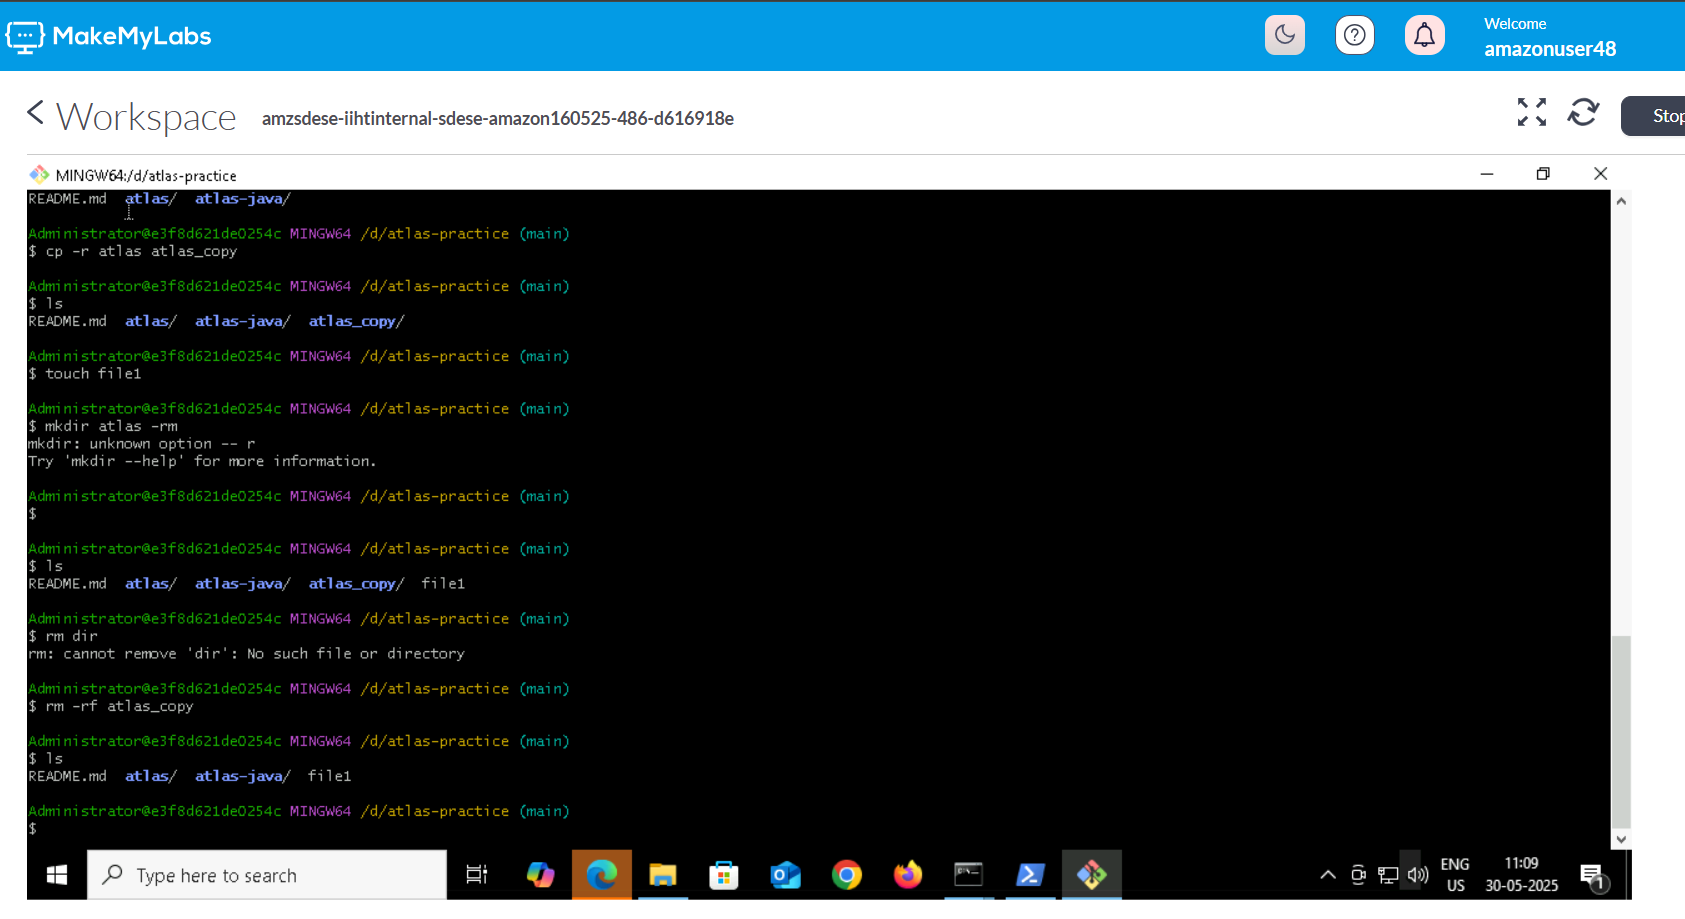 MakeMyLabs
Welcome
amazonuser48
Workspace
amzsdese-iihtinternal-sdese-amazon160525-486-d616918e
MINGW64:/d/atlas-practice
README.md  atlas/  atlas-java/
Administrator@e3f8d621de0254c MINGW64 /d/atlas-practice (main)
$ cp -r atlas atlas_copy
Administrator@e3f8d621de0254c MINGW64 /d/atlas-practice (main)
$ ls
README.md  atlas/  atlas-java/  atlas_copy/
Administrator@e3f8d621de0254c MINGW64 /d/atlas-practice (main)
$ touch file1
Administrator@e3f8d621de0254c MINGW64 /d/atlas-practice (main)
$ mkdir atlas -rm
mkdir: unknown option -- r
Try 'mkdir --help' for more information.
Administrator@e3f8d621de0254c MINGW64 /d/atlas-practice (main)
$
Administrator@e3f8d621de0254c MINGW64 /d/atlas-practice (main)
$ ls
README.md  atlas/  atlas-java/  atlas_copy/  file1
Administrator@e3f8d621de0254c MINGW64 /d/atlas-practice (main)
$ rm dir
rm: cannot remove 'dir': No such file or directory
Administrator@e3f8d621de0254c MINGW64 /d/atlas-practice (main)
$ rm -rf atlas_copy
Administrator@e3f8d621de0254c MINGW64 /d/atlas-practice (main)
$ ls
README.md  atlas/  atlas-java/  file1
Administrator@e3f8d621de0254c MINGW64 /d/atlas-practice (main)
$
Type here to search
ENG
US
11:09
30-05-2025
1